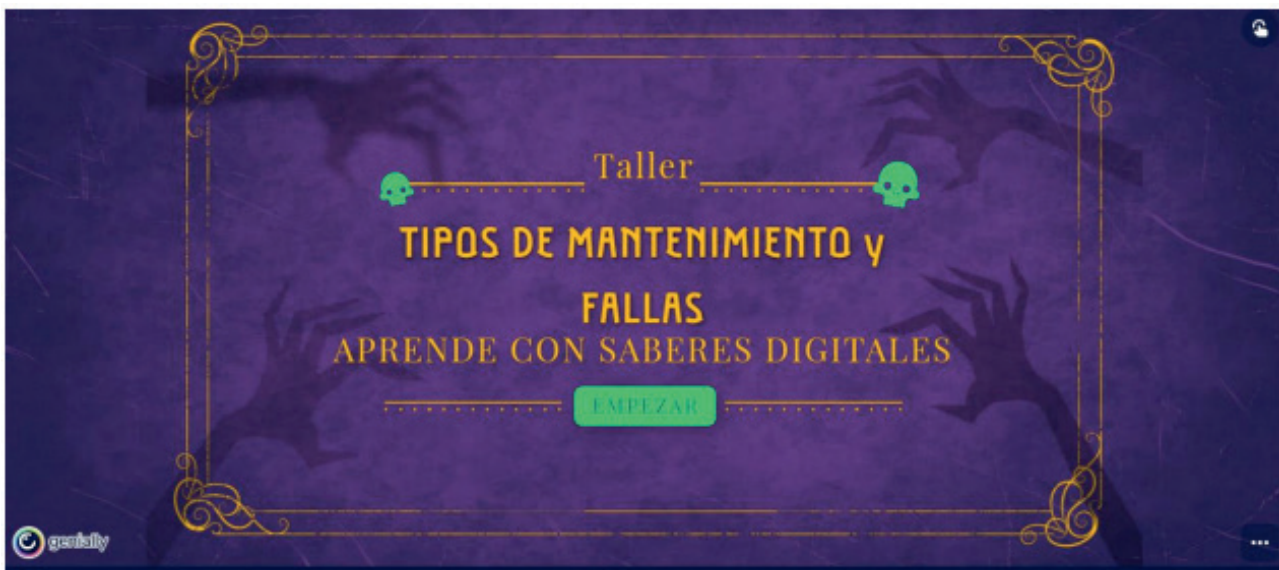 Taller
TIPOS DE MANTENIMIENTO y
FALLAS
APRENDE CON SABERES DIGITALES
EMPEZAR
genially